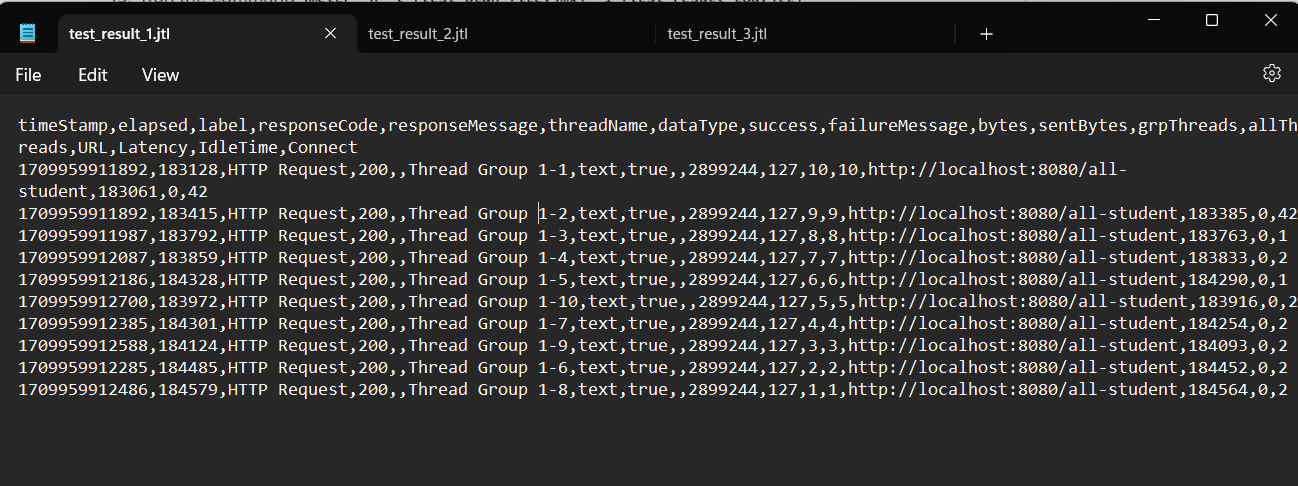 test_result_1.jtl
test_result_2.jtl
test_result_3.jtl
File
Edit
View
timeStamp,elapsed,label,responseCode,responseMessage,threadName,dataType,success,failureMessage,bytes,sentBytes,grpThreads,allTh
reads,URL,Latency,IdleTime,Connect
1709959911892,183128,HTTP Request,200,,Thread Group 1-1,text,true,,2899244,127,10,10,http://localhost:8080/all-
student,183061,0,42
1709959911892,183415,HTTP Request,200,,Thread Group 1-2,text,true,,2899244,127,9,9,http://localhost:8080/all-student,183385,0,42
1709959911987,183792,HTTP Request,200,,Thread Group 1-3,text,true,,2899244,127,8,8,http://localhost:8080/all-student,183763,0,1
1709959912087,183859,HTTP Request,200,,Thread Group 1-4,text,true,,2899244,127,7,7,http://localhost:8080/all-student,183833,0,2
1709959912186,184328,HTTP Request,200,,Thread Group 1-5,text,true,,2899244,127,6,6,http://localhost:8080/all-student,184290,0,1
1709959912700,183972,HTTP Request,200,,Thread Group 1-10,text,true,,2899244,127,5,5,http://localhost:8080/all-student,183916,0,2
1709959912385,184301,HTTP Request,200,,Thread Group 1-7,text,true,,2899244,127,4,4,http://localhost:8080/all-student,184254,0,2
1709959912588,184124,HTTP Request,200,,Thread Group 1-9,text,true,,2899244,127,3,3,http://localhost:8080/all-student,184093,0,2
1709959912285,184485,HTTP Request,200,,Thread Group 1-6,text,true,,2899244,127,2,2,http://localhost:8080/all-student,184452,0,2
1709959912486,184579,HTTP Request,200,,Thread Group 1-8,text,true,,2899244,127,1,1,http://localhost:8080/all-student,184564,0,2